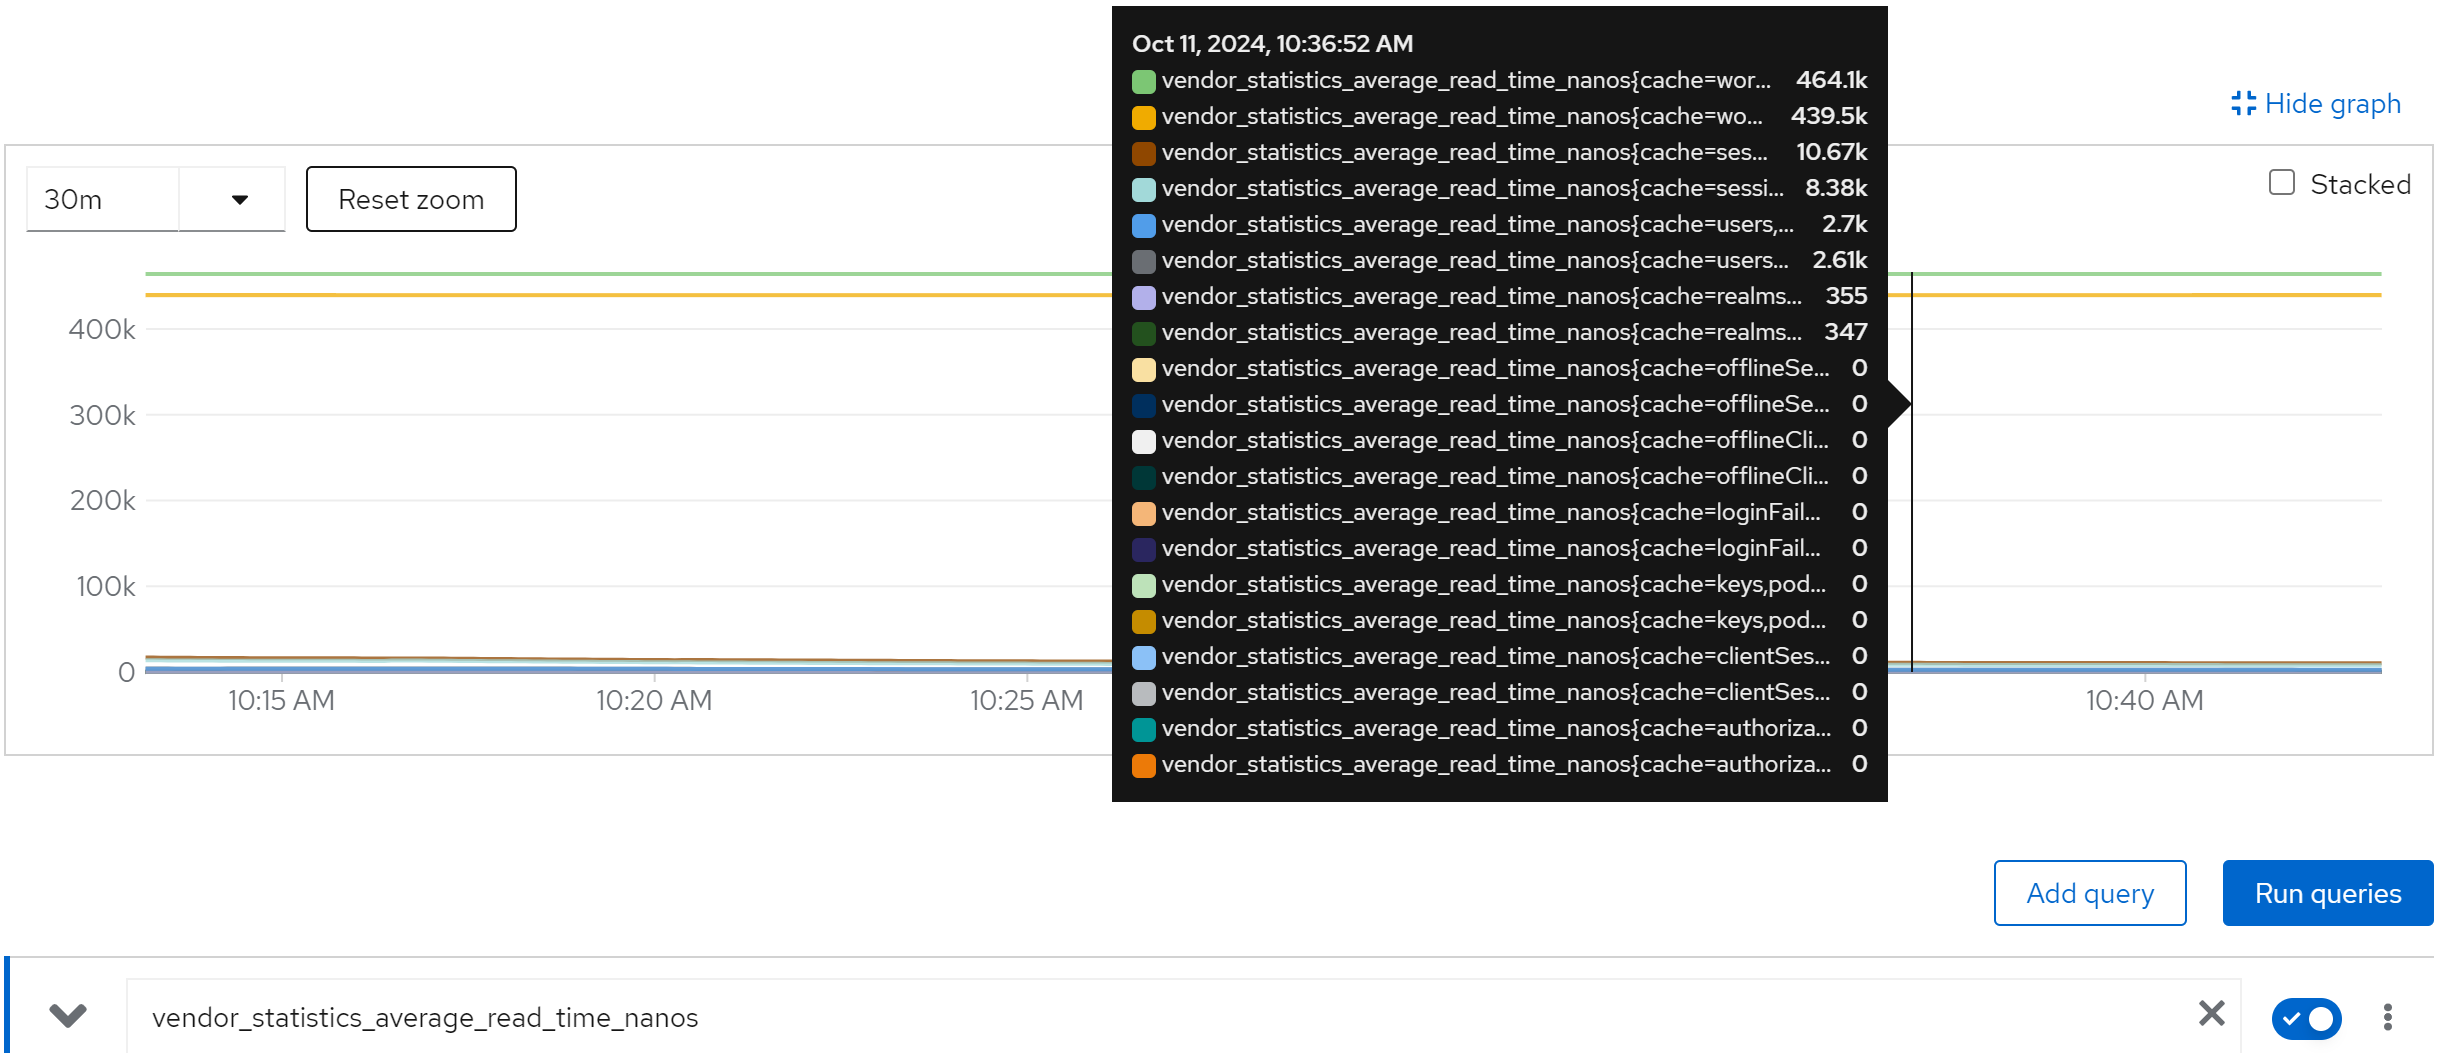 Oct 11, 2024, 10:36:52 AM
vendor_statistics_average_read_time_nanos{cache=wor... 464.1k
vendor_statistics_average_read_time_nanos{cache=wo... 439.5k
vendor_statistics_average_read_time_nanos{cache=ses... 10.67k
vendor_statistics_average_read_time_nanos{cache=sessi... 8.38k
vendor_statistics_average_read_time_nanos{cache=users,... 2.7k
vendor_statistics_average_read_time_nanos{cache=users... 2.61k
vendor_statistics_average_read_time_nanos{cache=realms... 355
vendor_statistics_average_read_time_nanos{cache=realms... 347
vendor_statistics_average_read_time_nanos{cache=offlineSe... 0
vendor_statistics_average_read_time_nanos{cache=offlineSe... 0
vendor_statistics_average_read_time_nanos{cache=offlineCli... 0
vendor_statistics_average_read_time_nanos{cache=offlineCli... 0
vendor_statistics_average_read_time_nanos{cache=loginFail... 0
vendor_statistics_average_read_time_nanos{cache=loginFail... 0
vendor_statistics_average_read_time_nanos{cache=keys,pod... 0
vendor_statistics_average_read_time_nanos{cache=keys,pod... 0
vendor_statistics_average_read_time_nanos{cache=clientSes... 0
vendor_statistics_average_read_time_nanos{cache=clientSes... 0
vendor_statistics_average_read_time_nanos{cache=authoriza... 0
vendor_statistics_average_read_time_nanos{cache=authoriza... 0
Hide graph
30m
Reset zoom
Stacked
400k
300k
200k
100k
0
10:15 AM 10:20 AM 10:25 AM 10:40 AM
Add query
Run queries
vendor_statistics_average_read_time_nanos